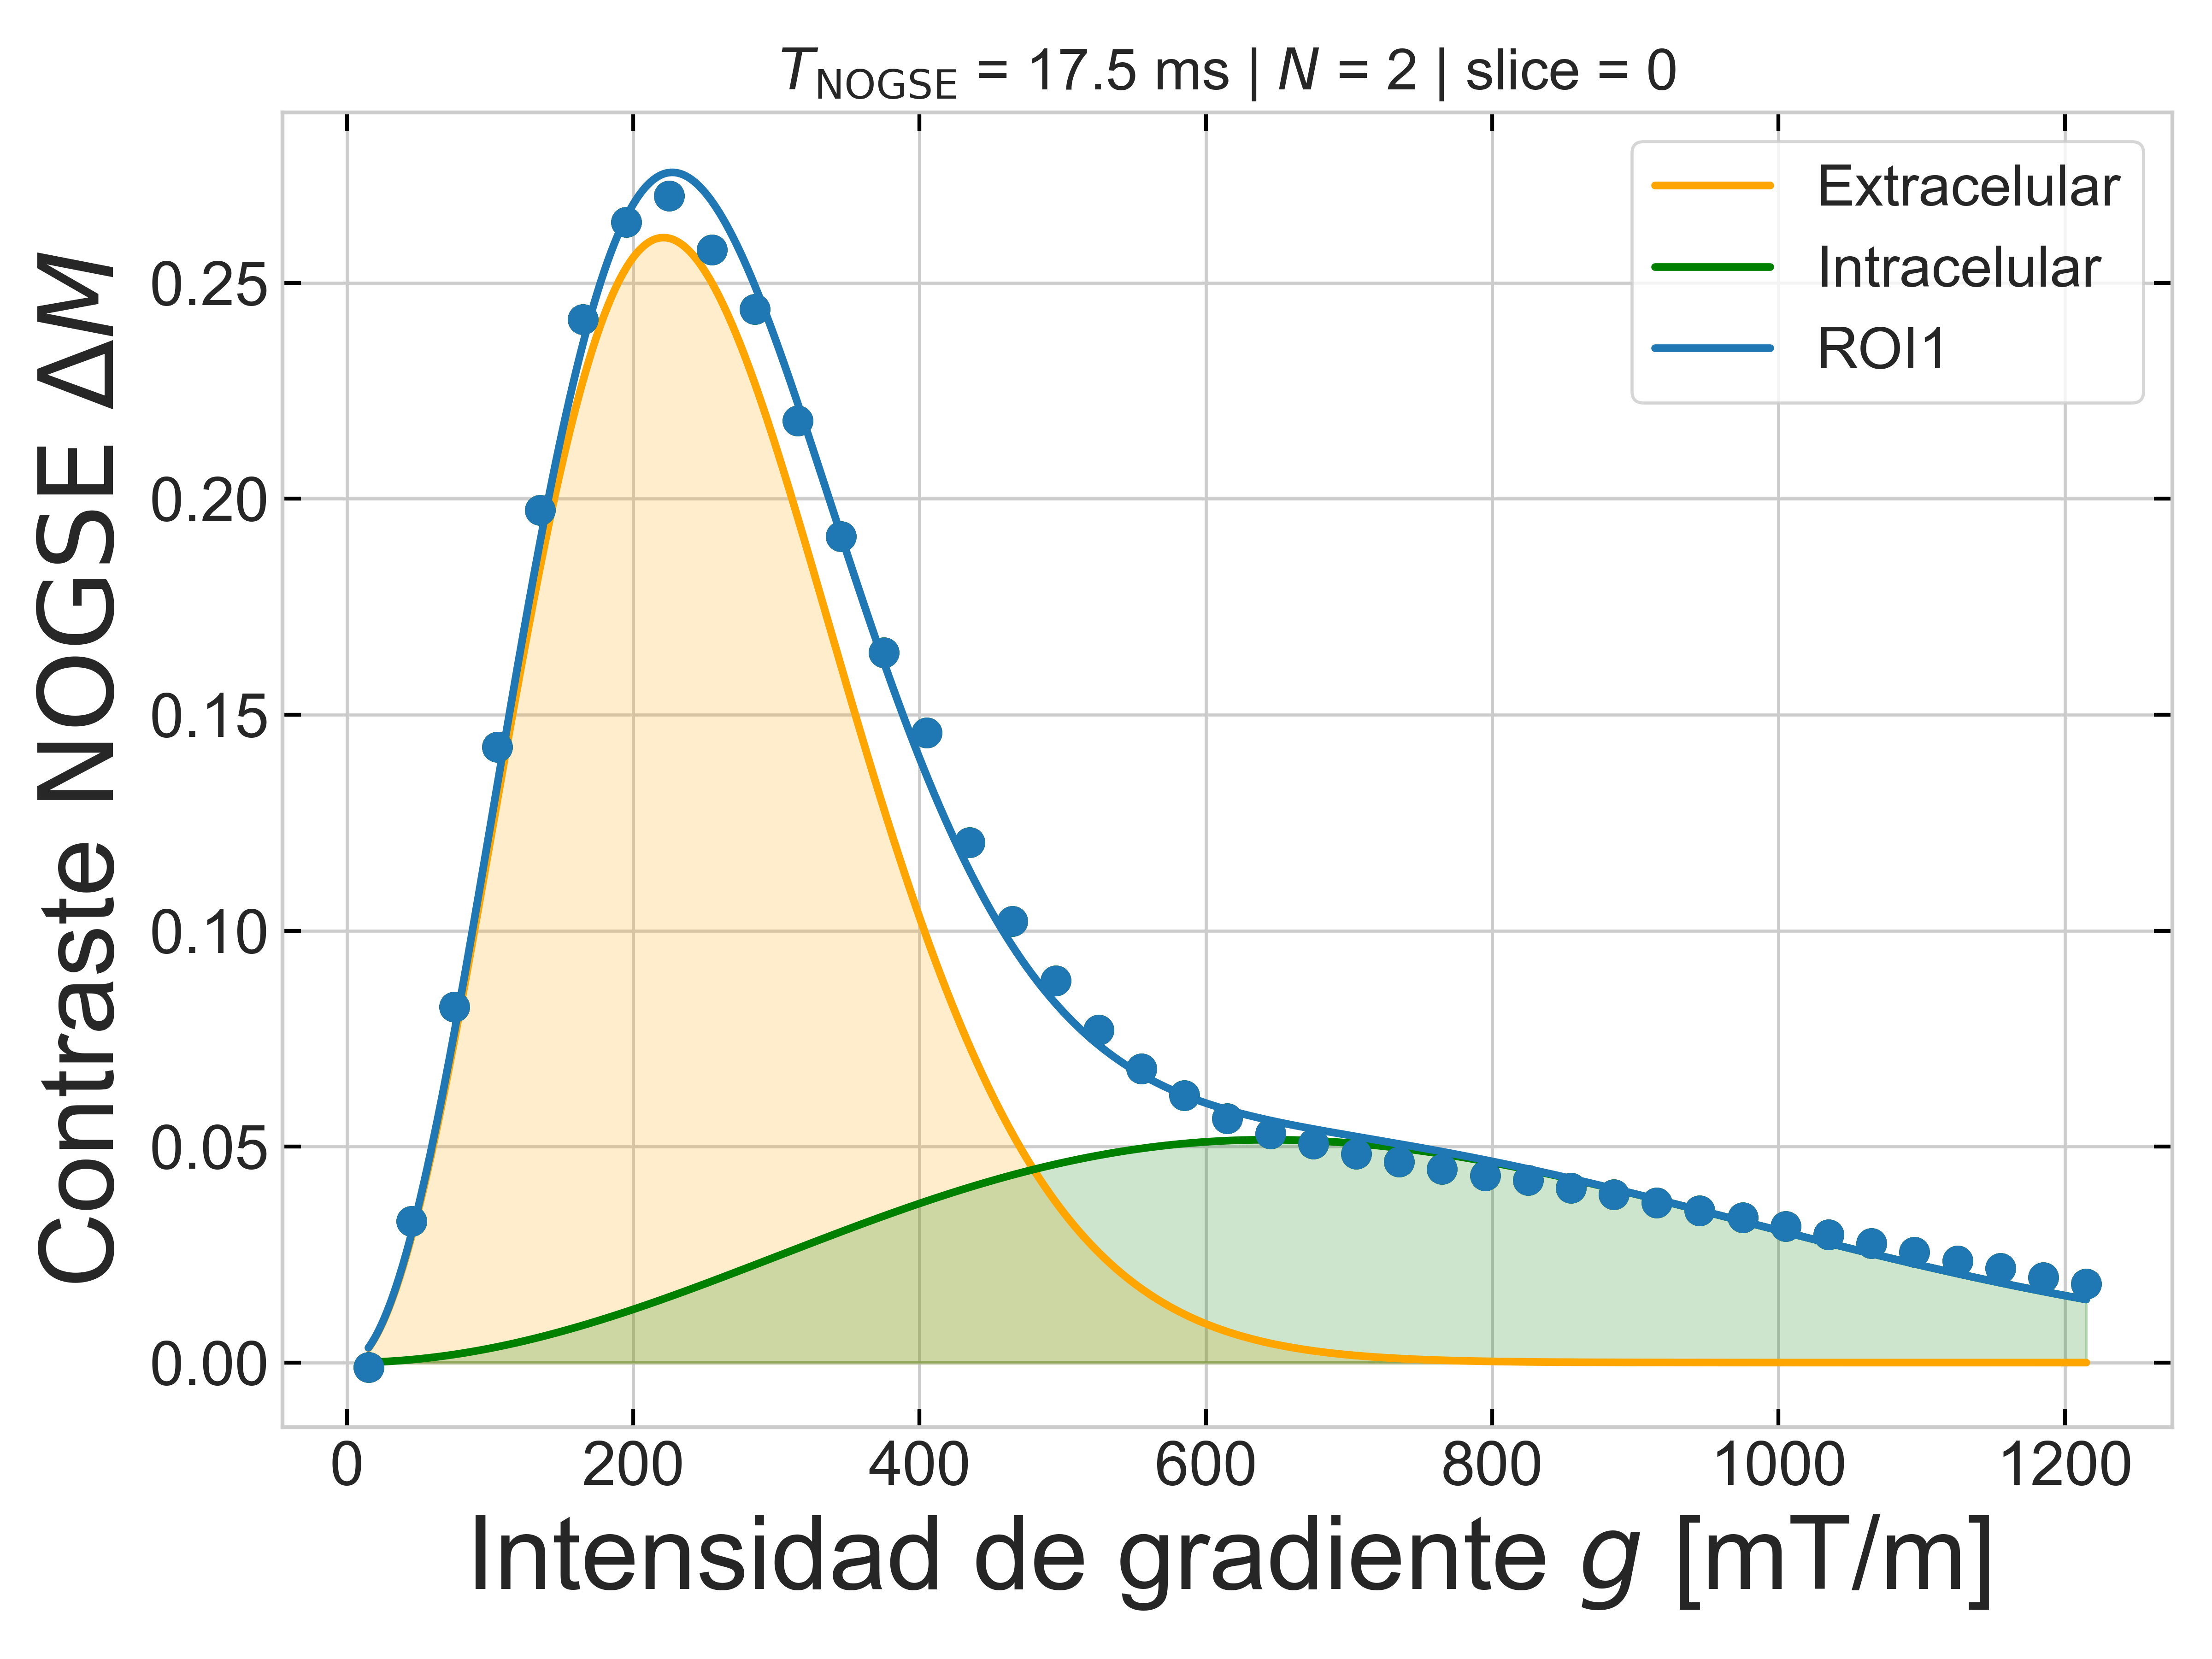 T_NOGSE = 17.5 ms | N = 2 | slice = 0
Extracelular
Intracelular
ROI1
Contraste NOGSE ΔM
0.25
0.20
0.15
0.10
0.05
0.00
0 200 400 600 800 1000 1200
Intensidad de gradiente g [mT/m]